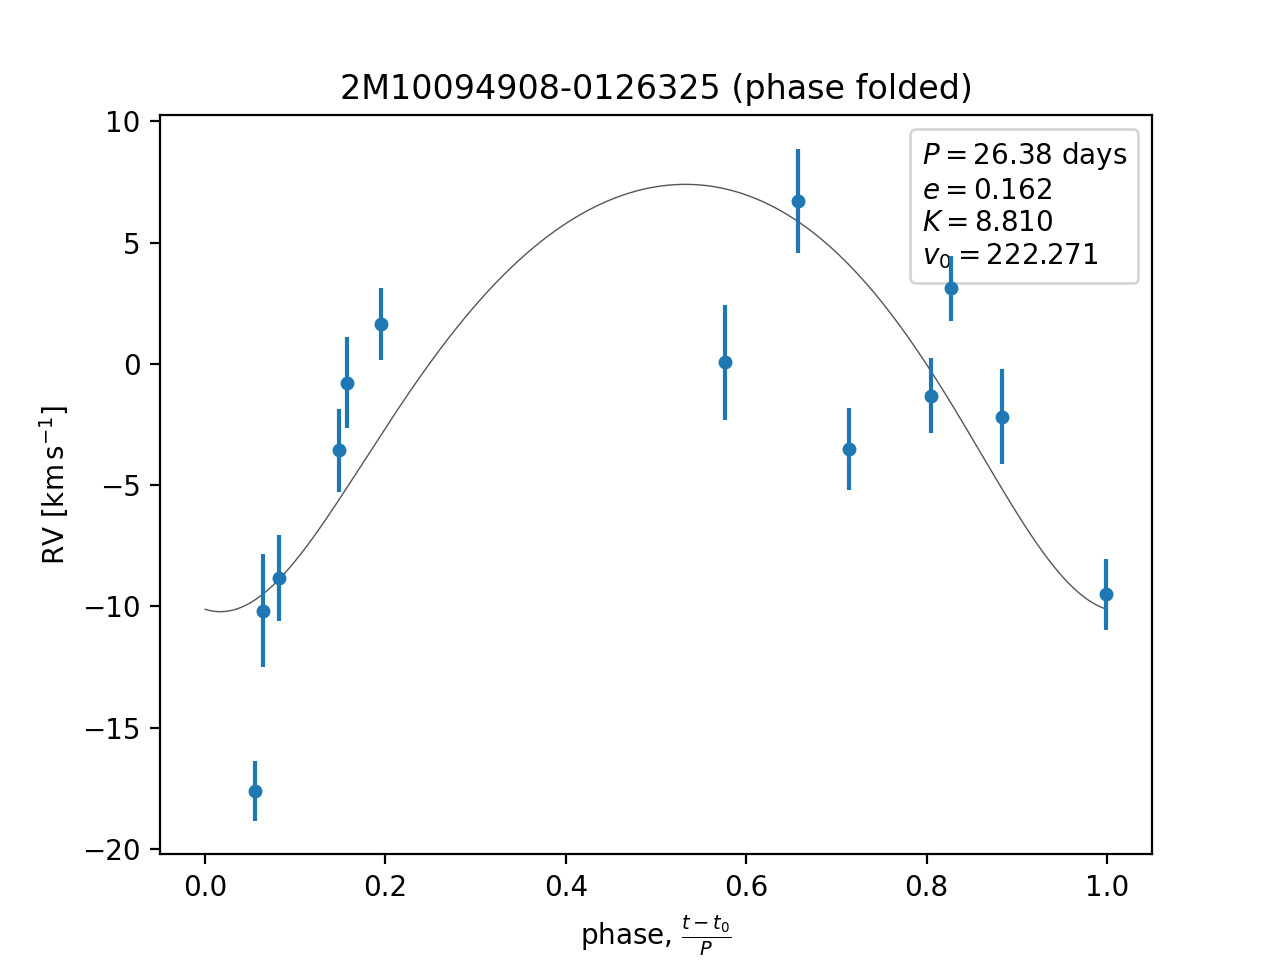 2M10094908-0126325 (phase folded)
P = 26.38 days
e = 0.162
K = 8.810
v₀ = 222.271
10
5
0
−5
−10
−15
−20
RV [km s⁻¹]
0.0 0.2 0.4 0.6 0.8 1.0
phase, (t − t₀)/P